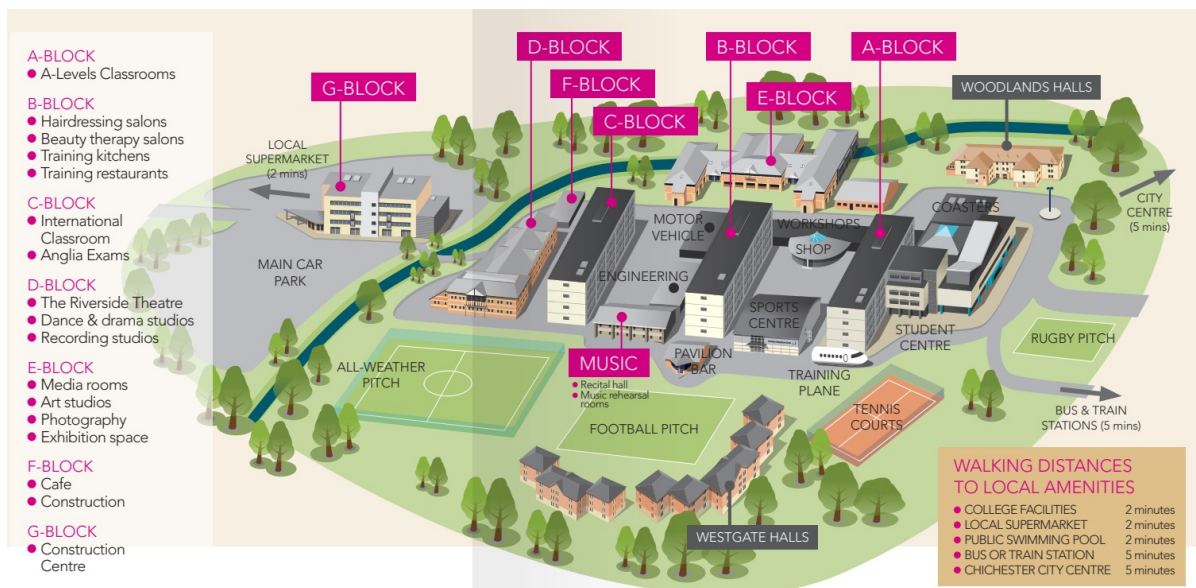 A-BLOCK
● A-Levels Classrooms
B-BLOCK
● Hairdressing salons
● Beauty therapy salons
● Training kitchens
● Training restaurants
C-BLOCK
● International
Classroom
● Anglia Exams
D-BLOCK
● The Riverside Theatre
● Dance & drama studios
● Recording studios
E-BLOCK
● Media rooms
● Art studios
● Photography
● Exhibition space
F-BLOCK
● Cafe
● Construction
G-BLOCK
● Construction
Centre
D-BLOCK
B-BLOCK
A-BLOCK
G-BLOCK
F-BLOCK
E-BLOCK
WOODLANDS HALLS
C-BLOCK
LOCAL
SUPERMARKET
(2 mins)
CITY
CENTRE
(5 mins)
MOTOR
VEHICLE
WORKSHOPS
COASTERS
SHOP
MAIN CAR
PARK
ENGINEERING
SPORTS
CENTRE
STUDENT
CENTRE
RUGBY PITCH
ALL-WEATHER
PITCH
MUSIC
● Recital hall
● Music rehearsal
rooms
PAVILION
BAR
TRAINING
PLANE
TENNIS
COURTS
BUS & TRAIN
STATIONS (5 mins)
FOOTBALL PITCH
WESTGATE HALLS
WALKING DISTANCES
TO LOCAL AMENITIES
● COLLEGE FACILITIES 2 minutes
● LOCAL SUPERMARKET 2 minutes
● PUBLIC SWIMMING POOL 2 minutes
● BUS OR TRAIN STATION 5 minutes
● CHICHESTER CITY CENTRE 5 minutes